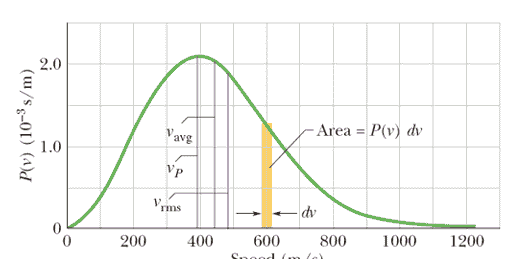 2.0
P(v) (10⁻³ s/m)
1.0
0
v_avg
v_P
v_rms
Area = P(v) dv
dv
0 200 400 600 800 1000 1200